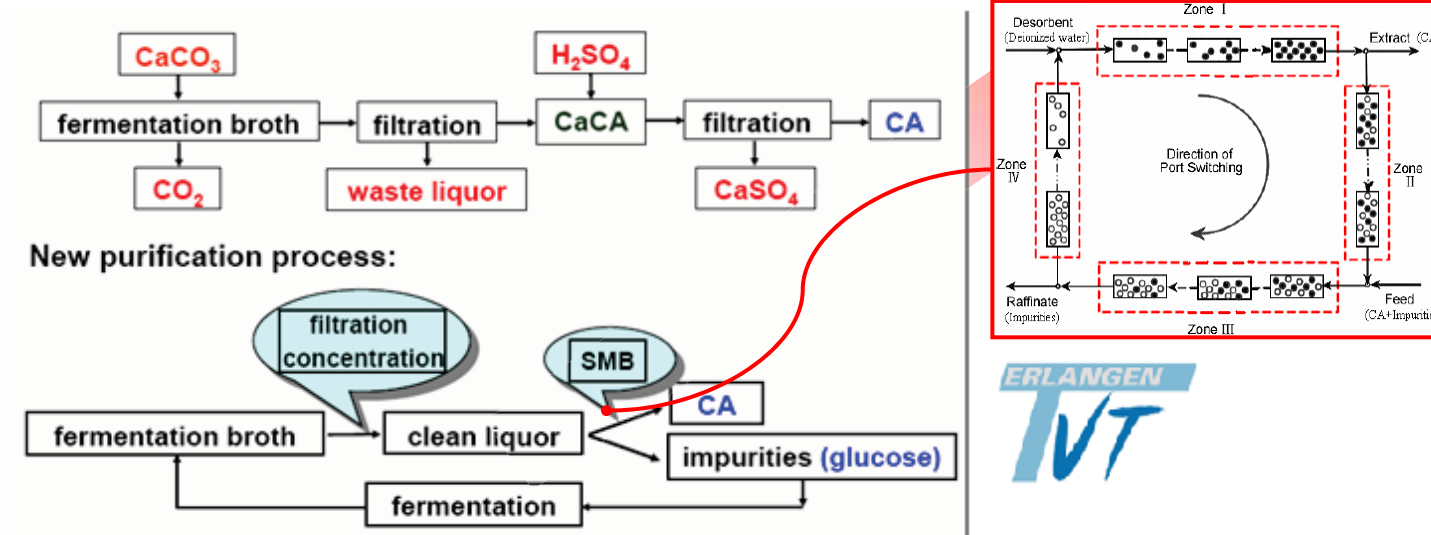 CaCO3
H2SO4
fermentation broth
filtration
CaCA
filtration
CA
CO2
waste liquor
CaSO4
New purification process:
filtration
concentration
SMB
fermentation broth
clean liquor
CA
impurities (glucose)
fermentation
Zone I
Desorbent
(Deionized water)
Extract (CA
Zone
IV
Direction of
Port Switching
Zone
II
Raffinate
(Impurities)
Zone III
Feed
(CA+Impuriti
ERLANGEN
TVT